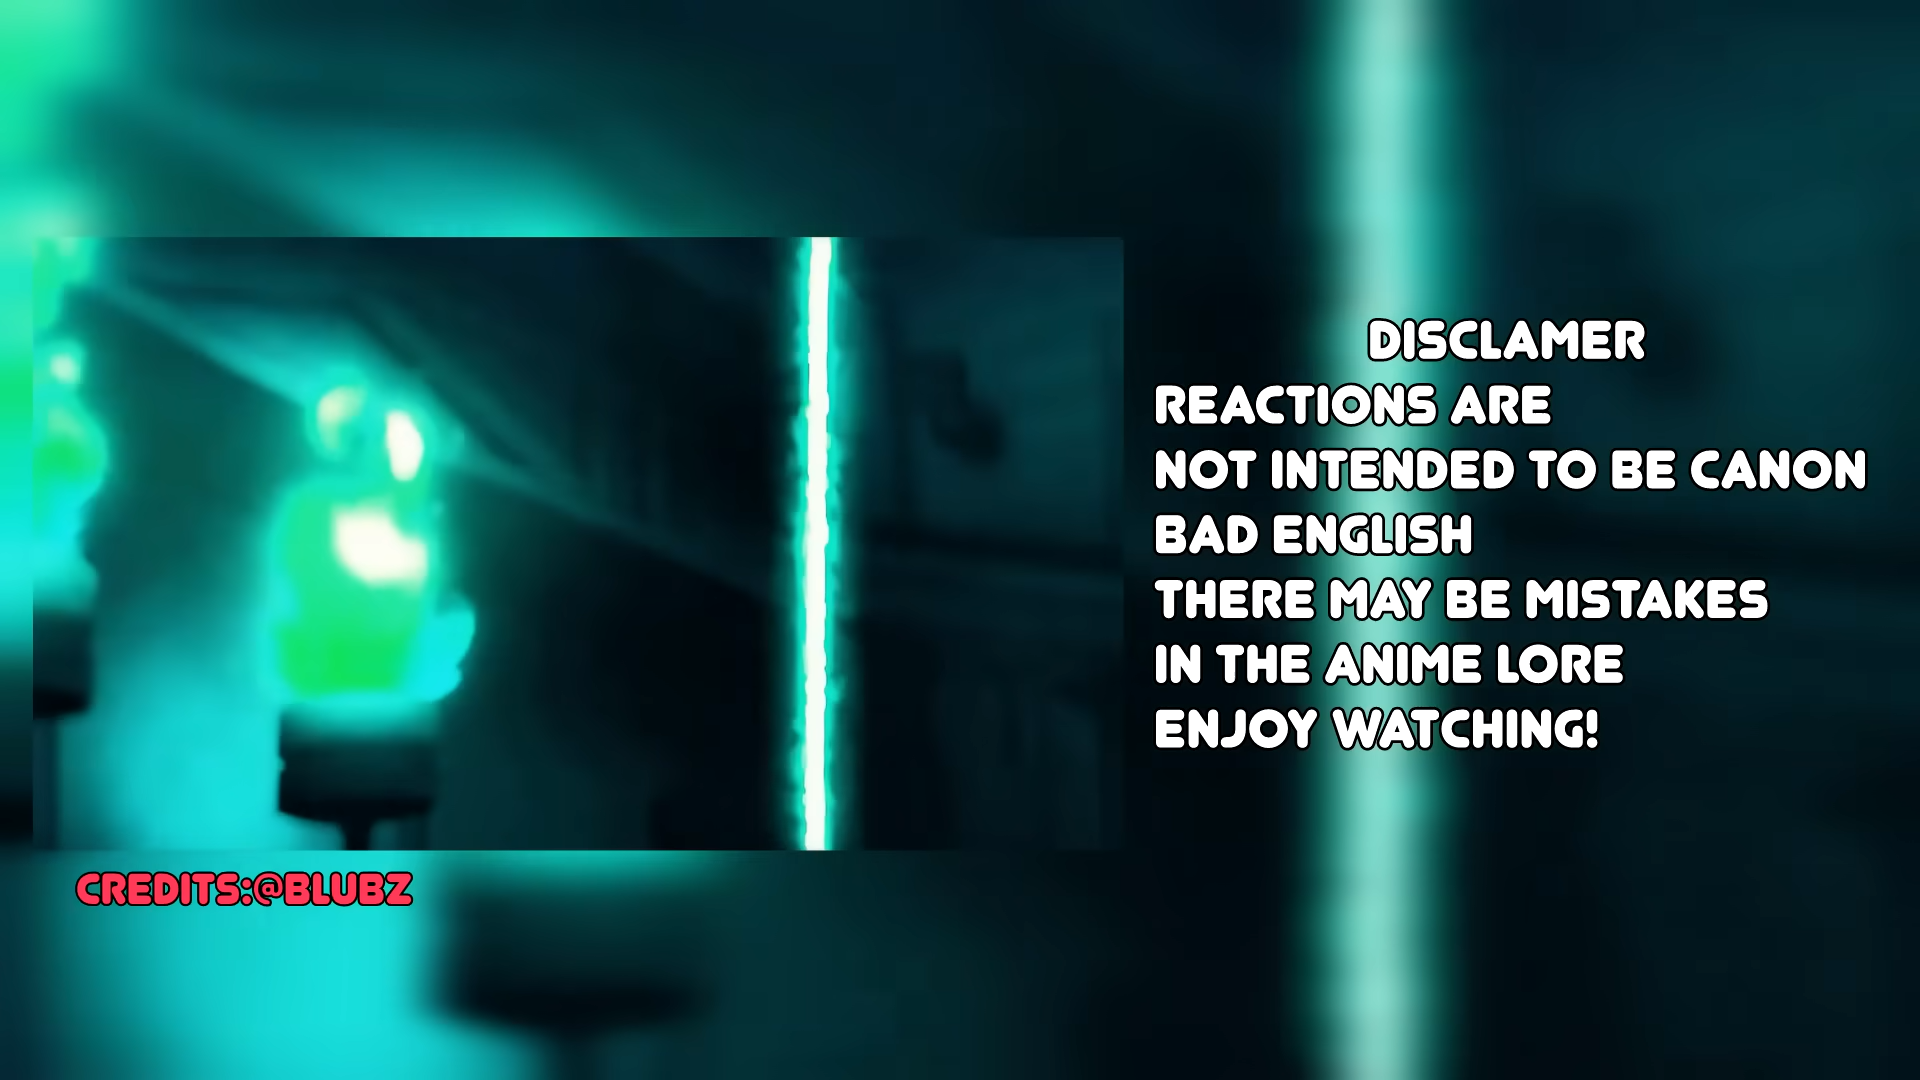 DISCLAMER
REACTIONS ARE
NOT INTENDED TO BE CANON
BAD ENGLISH
THERE MAY BE MISTAKES
IN THE ANIME LORE
ENJOY WATCHING!
CREDITS:@BLUBZ